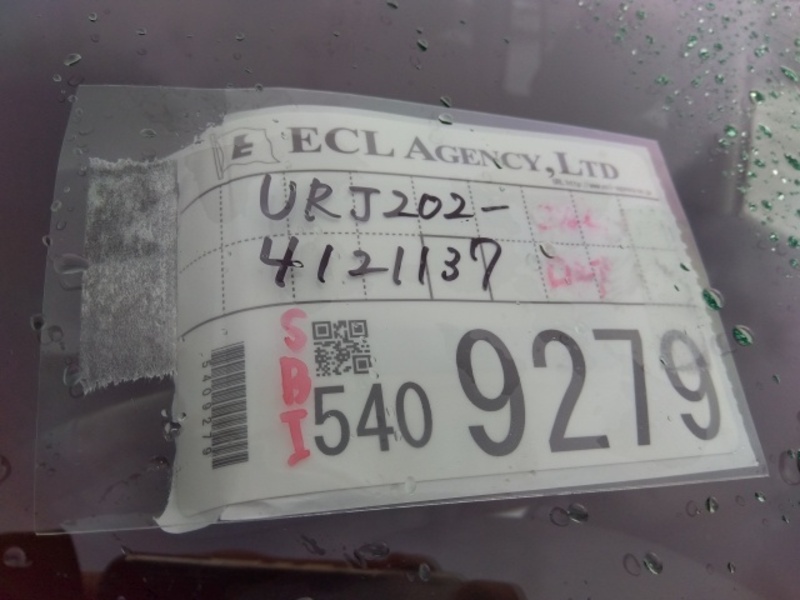 E ECL AGENCY, LTD
URJ202-
4121137
SBI
540 9279
5409279